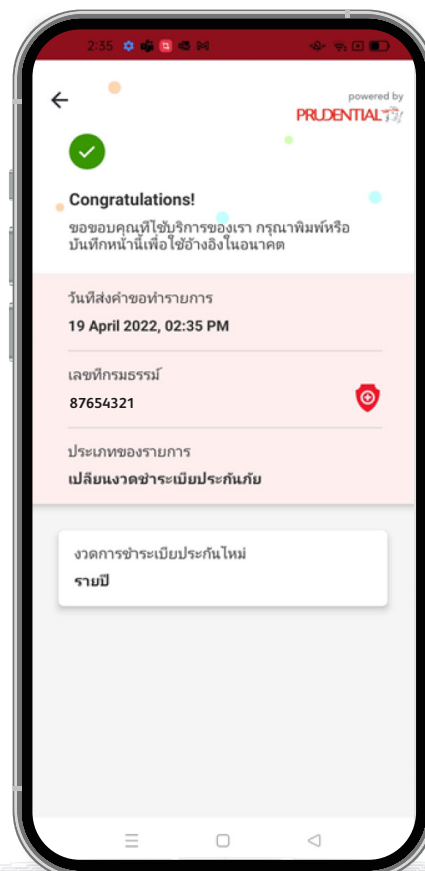 2:35
powered by
PRUDENTIAL
Congratulations!
ขอขอบคุณที่ใช้บริการของเรา กรุณาพิมพ์หรือ
บันทึกหน้านี้เพื่อใช้อ้างอิงในอนาคต
วันที่ส่งคำขอทำรายการ
19 April 2022, 02:35 PM
เลขที่กรมธรรม์
87654321
ประเภทของรายการ
เปลี่ยนงวดชำระเบี้ยประกันภัย
งวดการชำระเบี้ยประกันใหม่
รายปี